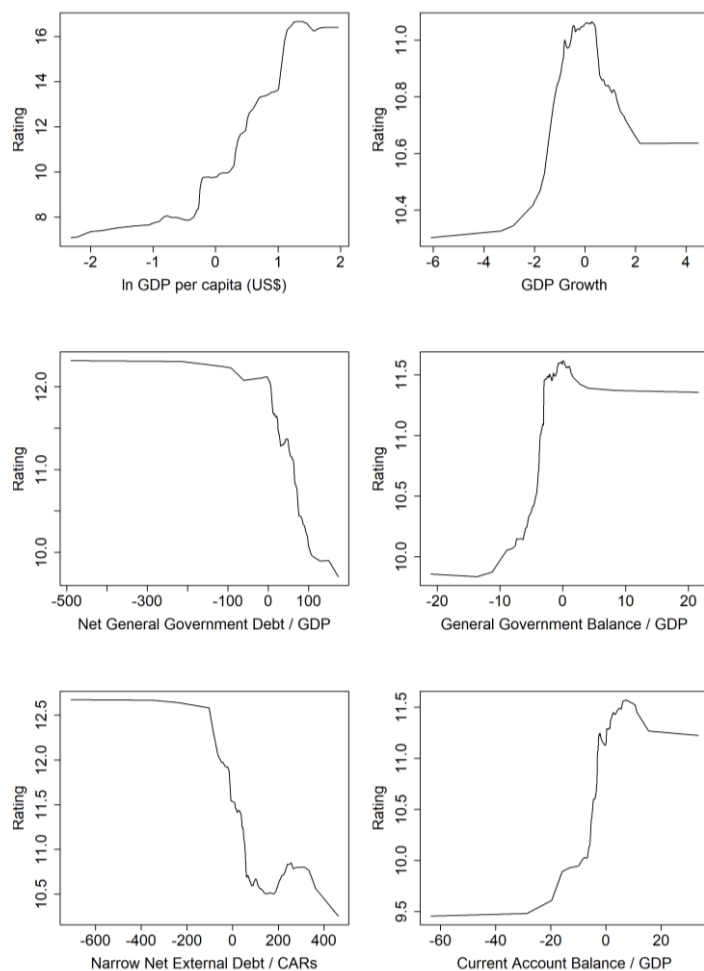 Rating
8 10 12 14 16
-2 -1 0 1 2
ln GDP per capita (US$)
Rating
10.4 10.6 10.8 11.0
-6 -4 -2 0 2 4
GDP Growth
Rating
10.0 11.0 12.0
-500 -300 -100 0 100
Net General Government Debt / GDP
Rating
10.0 10.5 11.0 11.5
-20 -10 0 10 20
General Government Balance / GDP
Rating
10.5 11.0 11.5 12.0 12.5
-600 -400 -200 0 200 400
Narrow Net External Debt / CARs
Rating
9.5 10.0 10.5 11.0 11.5
-60 -40 -20 0 20
Current Account Balance / GDP